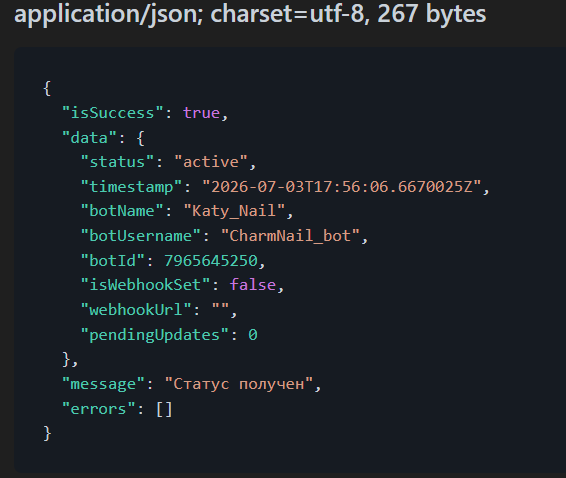 application/json; charset=utf-8, 267 bytes
{
"isSuccess": true,
"data": {
"status": "active",
"timestamp": "2026-07-03T17:56:06.6670025Z",
"botName": "Katy_Nail",
"botUsername": "CharmNail_bot",
"botId": 7965645250,
"isWebhookSet": false,
"webhookUrl": "",
"pendingUpdates": 0
},
"message": "Статус получен",
"errors": []
}